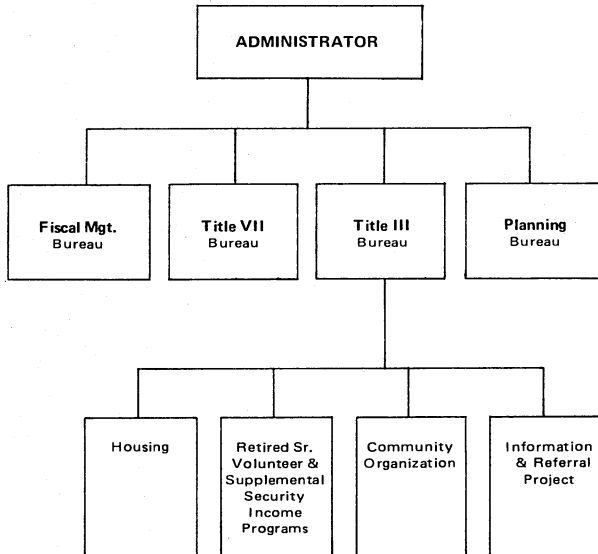 ADMINISTRATOR
Fiscal Mgt.
Bureau
Title VII
Bureau
Title III
Bureau
Planning
Bureau
Housing
Retired Sr.
Volunteer &
Supplemental
Security
Income
Programs
Community
Organization
Information
& Referral
Project